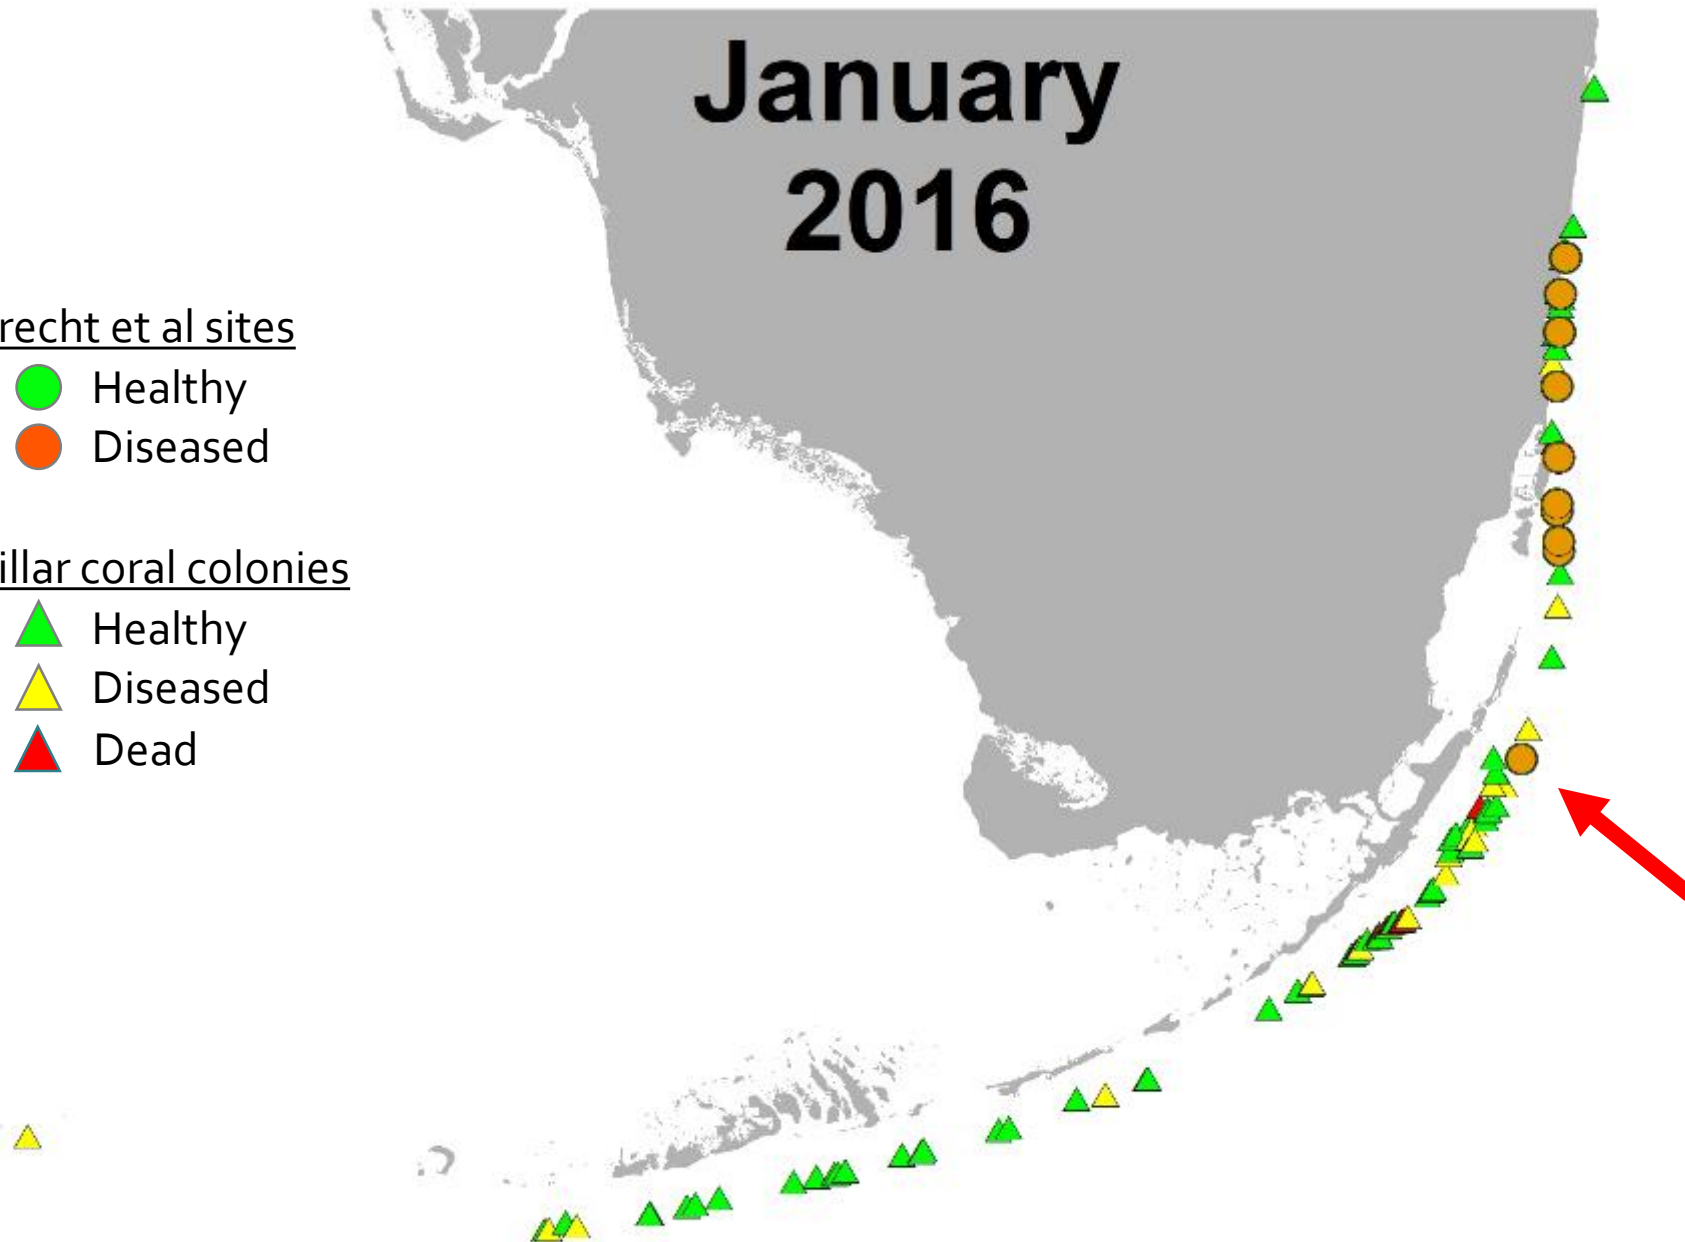 January
2016
recht et al sites
Healthy
Diseased
illar coral colonies
Healthy
Diseased
Dead